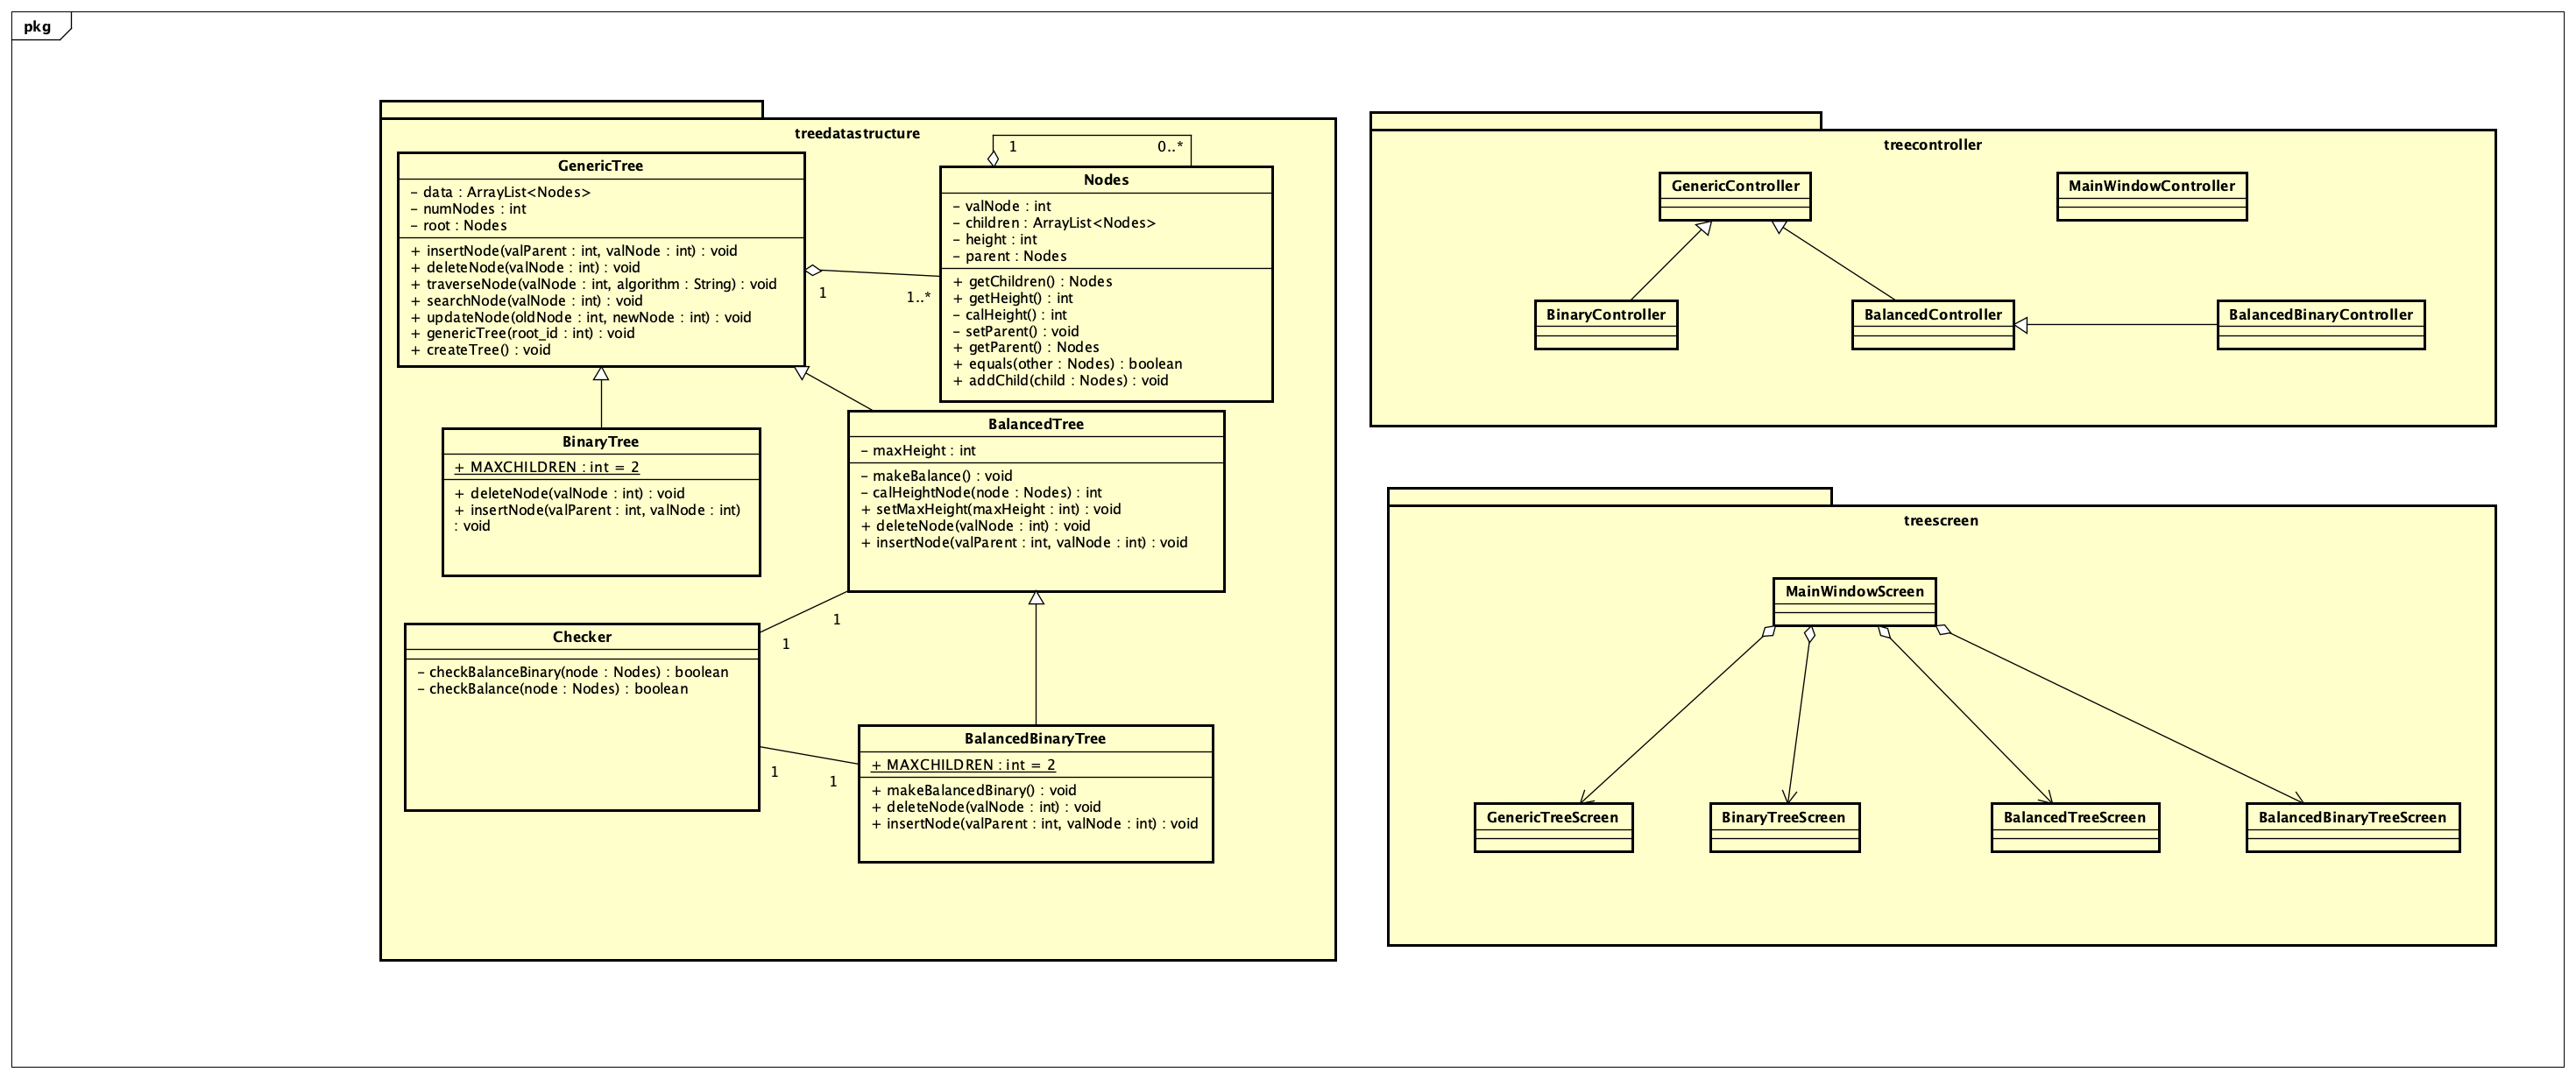 pkg
treedatastructure
GenericTree
– data : ArrayList<Nodes>
– numNodes : int
– root : Nodes
+ insertNode(valParent : int, valNode : int) : void
+ deleteNode(valNode : int) : void
+ traverseNode(valNode : int, algorithm : String) : void
+ searchNode(valNode : int) : void
+ updateNode(oldNode : int, newNode : int) : void
+ genericTree(root_id : int) : void
+ createTree() : void
1
1..*
1
0..*
Nodes
– valNode : int
– children : ArrayList<Nodes>
– height : int
– parent : Nodes
+ getChildren() : Nodes
+ getHeight() : int
– calHeight() : int
– setParent() : void
+ getParent() : Nodes
+ equals(other : Nodes) : boolean
+ addChild(child : Nodes) : void
BinaryTree
+ MAXCHILDREN : int = 2
+ deleteNode(valNode : int) : void
+ insertNode(valParent : int, valNode : int)
: void
BalancedTree
– maxHeight : int
– makeBalance() : void
– calHeightNode(node : Nodes) : int
+ setMaxHeight(maxHeight : int) : void
+ deleteNode(valNode : int) : void
+ insertNode(valParent : int, valNode : int) : void
1
1
Checker
– checkBalanceBinary(node : Nodes) : boolean
– checkBalance(node : Nodes) : boolean
1
1
BalancedBinaryTree
+ MAXCHILDREN : int = 2
+ makeBalancedBinary() : void
+ deleteNode(valNode : int) : void
+ insertNode(valParent : int, valNode : int) : void
treecontroller
GenericController
MainWindowController
BinaryController
BalancedController
BalancedBinaryController
treescreen
MainWindowScreen
GenericTreeScreen
BinaryTreeScreen
BalancedTreeScreen
BalancedBinaryTreeScreen